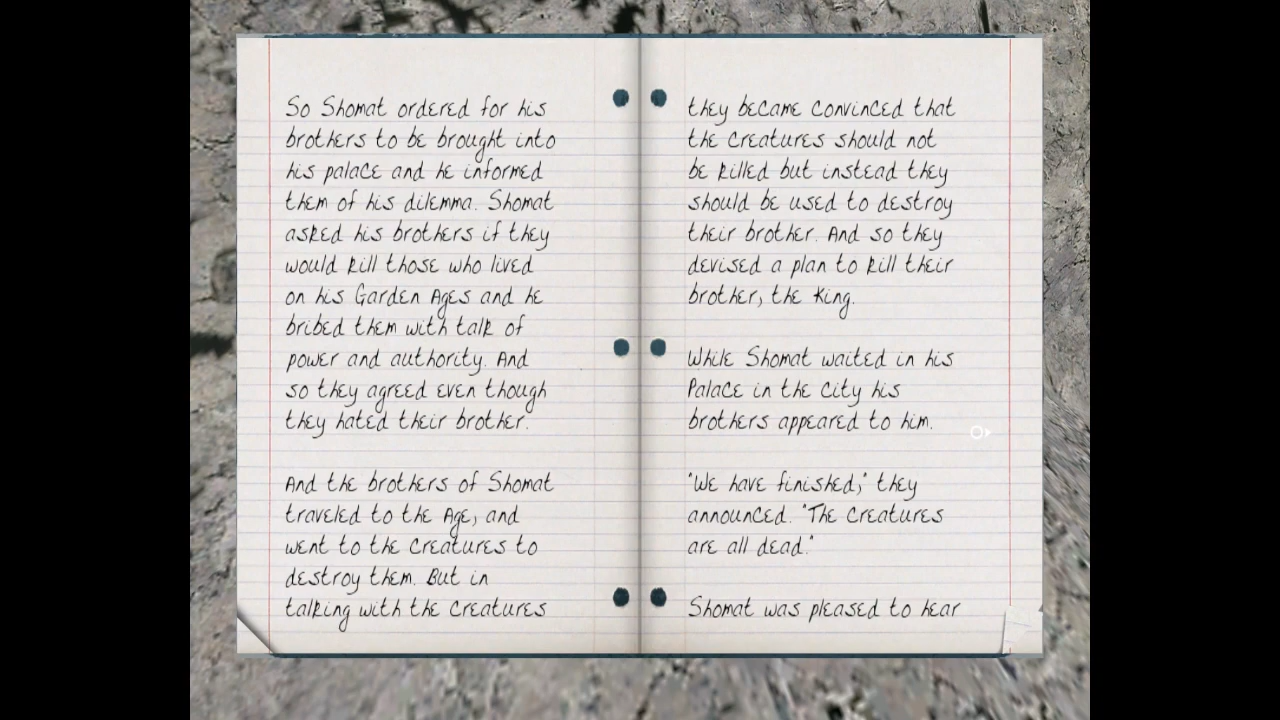 So Shomat ordered for his
brothers to be brought into
his palace and he informed
them of his dilemma. Shomat
asked his brothers if they
would kill those who lived
on his Garden Ages and he
bribed them with talk of
power and authority. And
so they agreed even though
they hated their brother.
And the brothers of Shomat
traveled to the Age, and
went to the creatures to
destroy them. But in
talking with the creatures
they became convinced that
the creatures should not
be killed but instead they
should be used to destroy
their brother. And so they
devised a plan to kill their
brother, the King.
While Shomat waited in his
Palace in the city his
brothers appeared to him.
"We have finished," they
announced. "The creatures
are all dead."
Shomat was pleased to hear